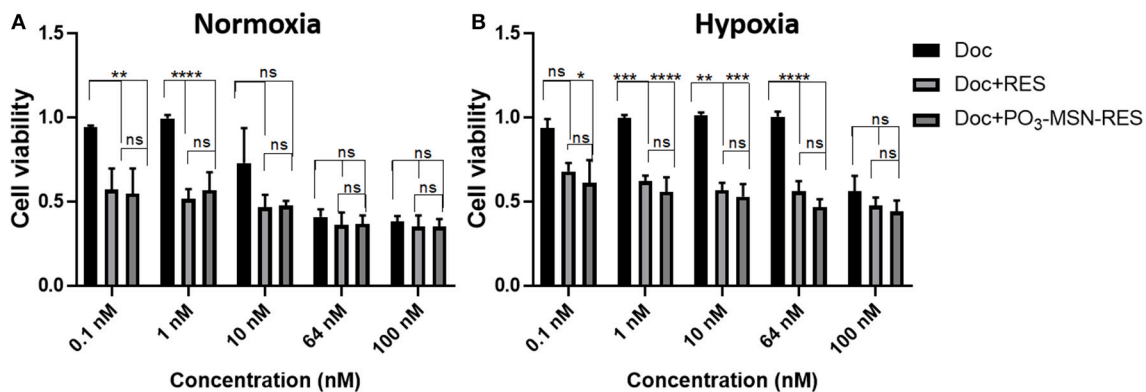 A
Normoxia
1.5
1.0
0.5
0.0
Cell viability
**
****
ns
ns
ns
ns
ns
ns
ns
ns
0.1 nM
1 nM
10 nM
64 nM
100 nM
Concentration (nM)
B
Hypoxia
1.5
1.0
0.5
0.0
Cell viability
ns *
*** ****
** ***
****
ns
ns
ns
ns
ns
ns
0.1 nM
1 nM
10 nM
64 nM
100 nM
Concentration (nM)
Doc
Doc+RES
Doc+PO₃-MSN-RES